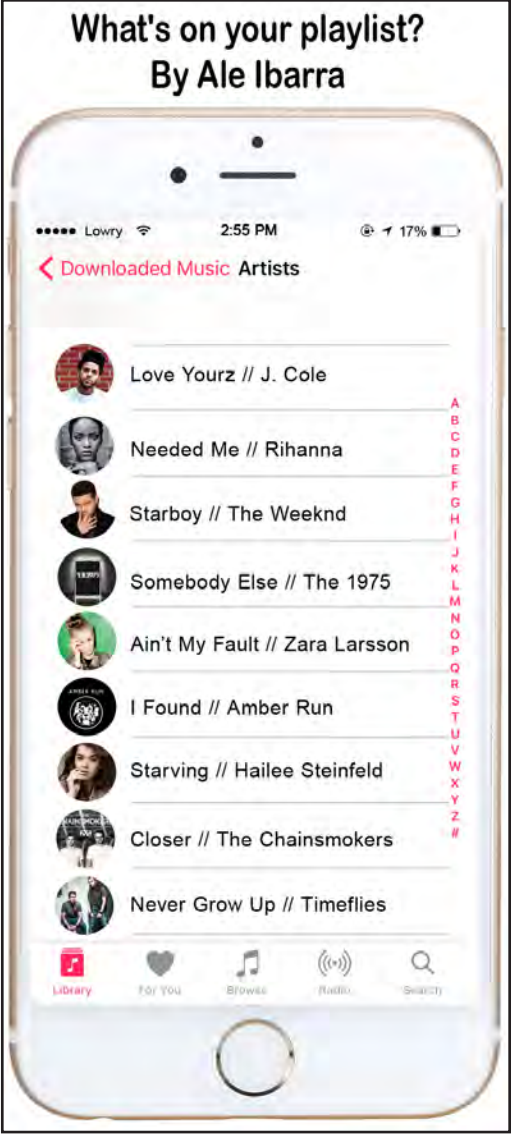 What's on your playlist?
By Ale Ibarra
Lowry 2:55 PM 17%
Downloaded Music Artists
Love Yourz // J. Cole
Needed Me // Rihanna
Starboy // The Weeknd
Somebody Else // The 1975
Ain't My Fault // Zara Larsson
AMBER RUN
I Found // Amber Run
Starving // Hailee Steinfeld
Closer // The Chainsmokers
Never Grow Up // Timeflies
A
B
C
D
E
F
G
H
I
J
K
L
M
N
O
P
Q
R
S
T
U
V
W
X
Y
Z
#
Library For You Browse Radio Search